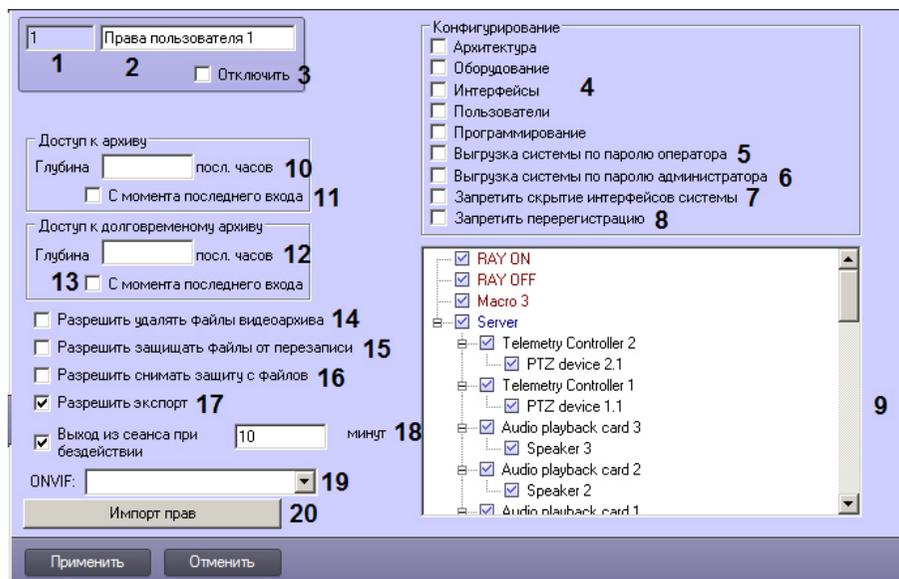 1 Права пользователя 1
1 2
Отключить 3
Доступ к архиву
Глубина посл. часов 10
С момента последнего входа 11
Доступ к долговременому архиву
Глубина посл. часов 12
13 С момента последнего входа
Разрешить удалять файлы видеоархива 14
Разрешить защищать файлы от перезаписи 15
Разрешить снимать защиту с файлов 16
Разрешить экспорт 17
Выход из сеанса при бездействии 10 минут 18
ONVIF: 19
Импорт прав 20
Конфигурирование
Архитектура
Оборудование
Интерфейсы 4
Пользователи
Программирование
Выгрузка системы по паролю оператора 5
Выгрузка системы по паролю администратора 6
Запретить скрытие интерфейсов системы 7
Запретить перерегистрацию 8
RAY ON
RAY OFF
Macro 3
Server
Telemetry Controller 2
PTZ device 2.1
Telemetry Controller 1
PTZ device 1.1
9
Audio playback card 3
Speaker 3
Audio playback card 2
Speaker 2
Audio playback card 1
Применить Отменить